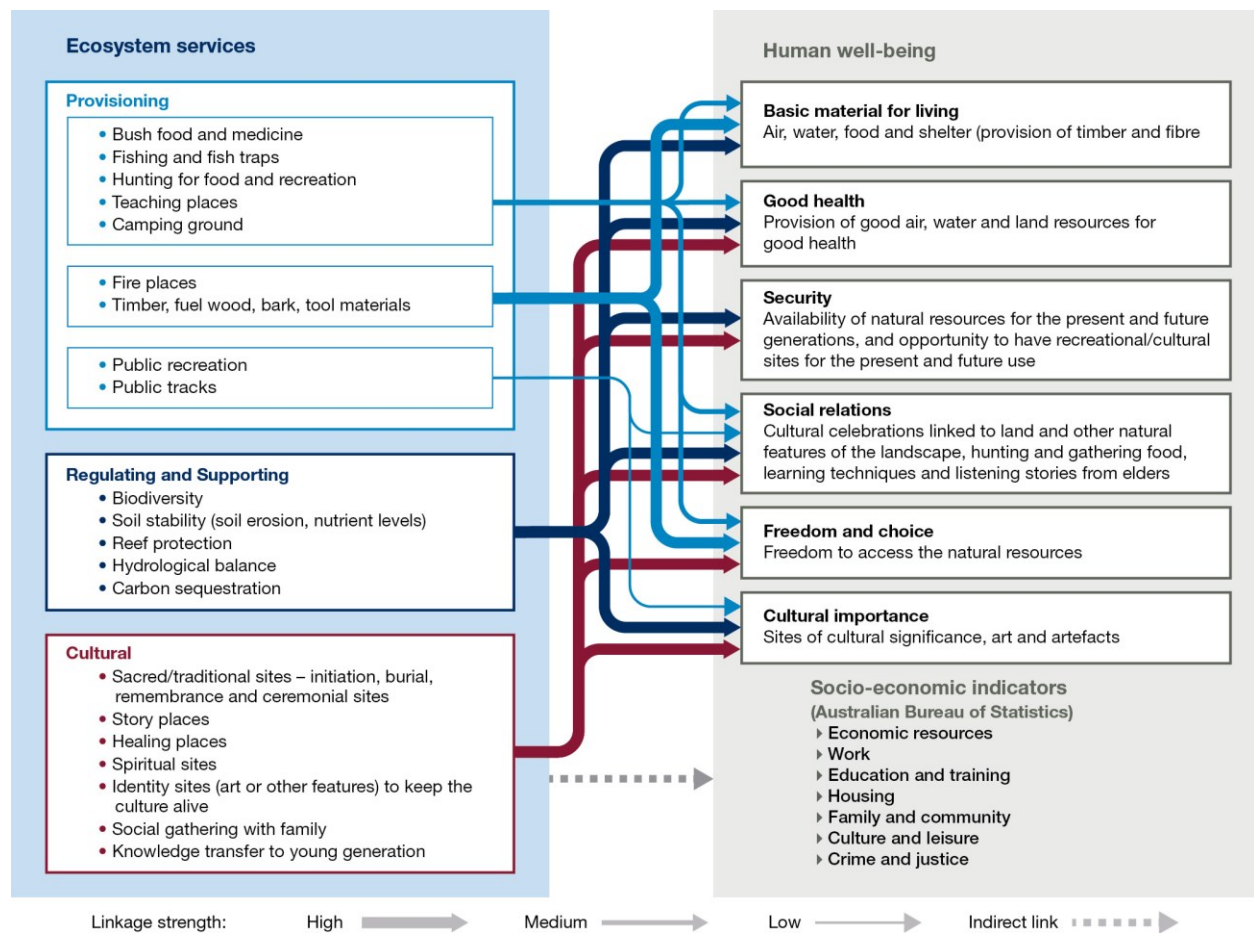 Ecosystem services
Provisioning
• Bush food and medicine
• Fishing and fish traps
• Hunting for food and recreation
• Teaching places
• Camping ground
• Fire places
• Timber, fuel wood, bark, tool materials
• Public recreation
• Public tracks
Regulating and Supporting
• Biodiversity
• Soil stability (soil erosion, nutrient levels)
• Reef protection
• Hydrological balance
• Carbon sequestration
Cultural
• Sacred/traditional sites – initiation, burial,
remembrance and ceremonial sites
• Story places
• Healing places
• Spiritual sites
• Identity sites (art or other features) to keep the
culture alive
• Social gathering with family
• Knowledge transfer to young generation
Human well-being
Basic material for living
Air, water, food and shelter (provision of timber and fibre
Good health
Provision of good air, water and land resources for
good health
Security
Availability of natural resources for the present and future
generations, and opportunity to have recreational/cultural
sites for the present and future use
Social relations
Cultural celebrations linked to land and other natural
features of the landscape, hunting and gathering food,
learning techniques and listening stories from elders
Freedom and choice
Freedom to access the natural resources
Cultural importance
Sites of cultural significance, art and artefacts
Socio-economic indicators
(Australian Bureau of Statistics)
Economic resources
Work
Education and training
Housing
Family and community
Culture and leisure
Crime and justice
Linkage strength: High Medium Low Indirect link